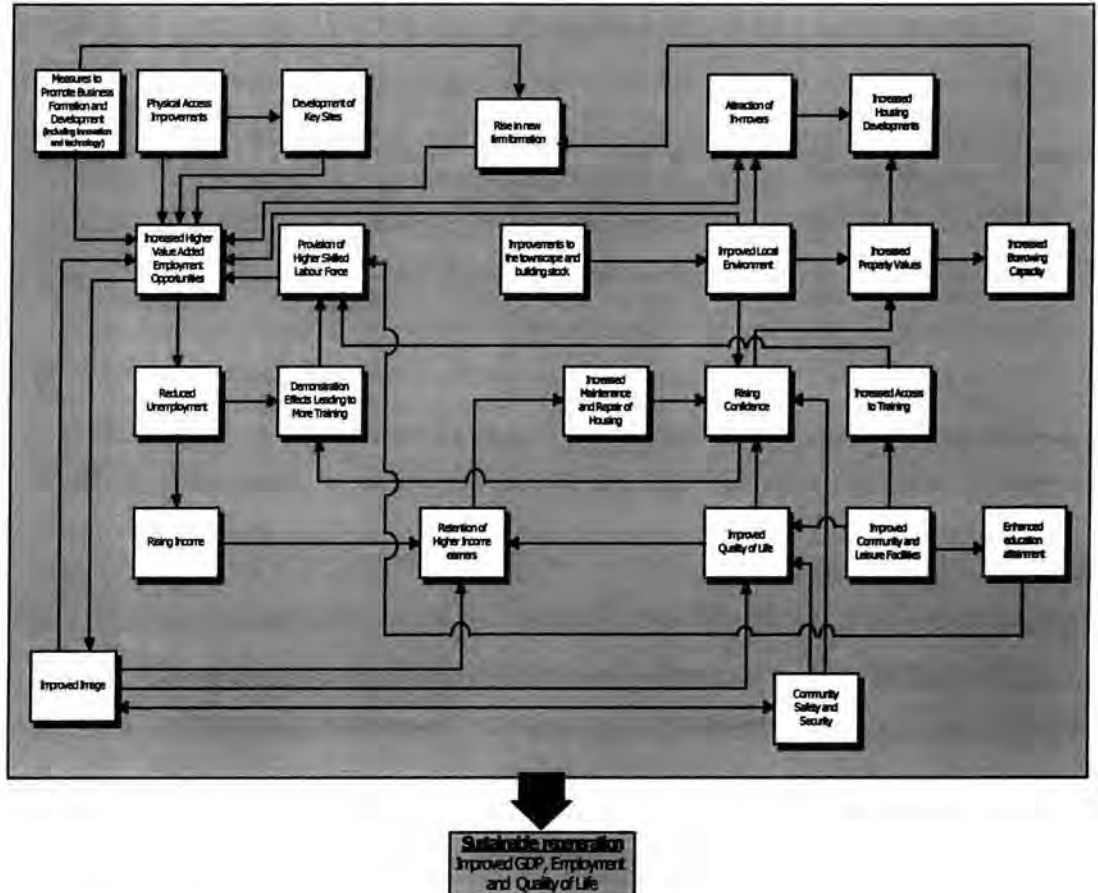 Measures to
Promote Business
Formation and
Development
(including innovation
and technology)
Physical Access
Improvements
Development of
Key Sites
Rise in new
firm formation
Attraction of
In-movers
Increased
Housing
Developments
Increased Higher
Value Added
Employment
Opportunities
Provision of
Higher Skilled
Labour Force
Improvements to
the townscape and
building stock
Improved Local
Environment
Increased
Property Values
Increased
Borrowing
Capacity
Reduced
Unemployment
Demonstration
Effects Leading to
More Training
Increased
Maintenance
and Repair of
Housing
Rising
Confidence
Increased Access
to Training
Rising Income
Retention of
Higher Income
earners
Improved
Quality of Life
Improved
Community and
Leisure Facilities
Enhanced
education
attainment
Improved Image
Community
Safety and
Security
Sustainable regeneration
Improved GDP, Employment
and Quality of Life